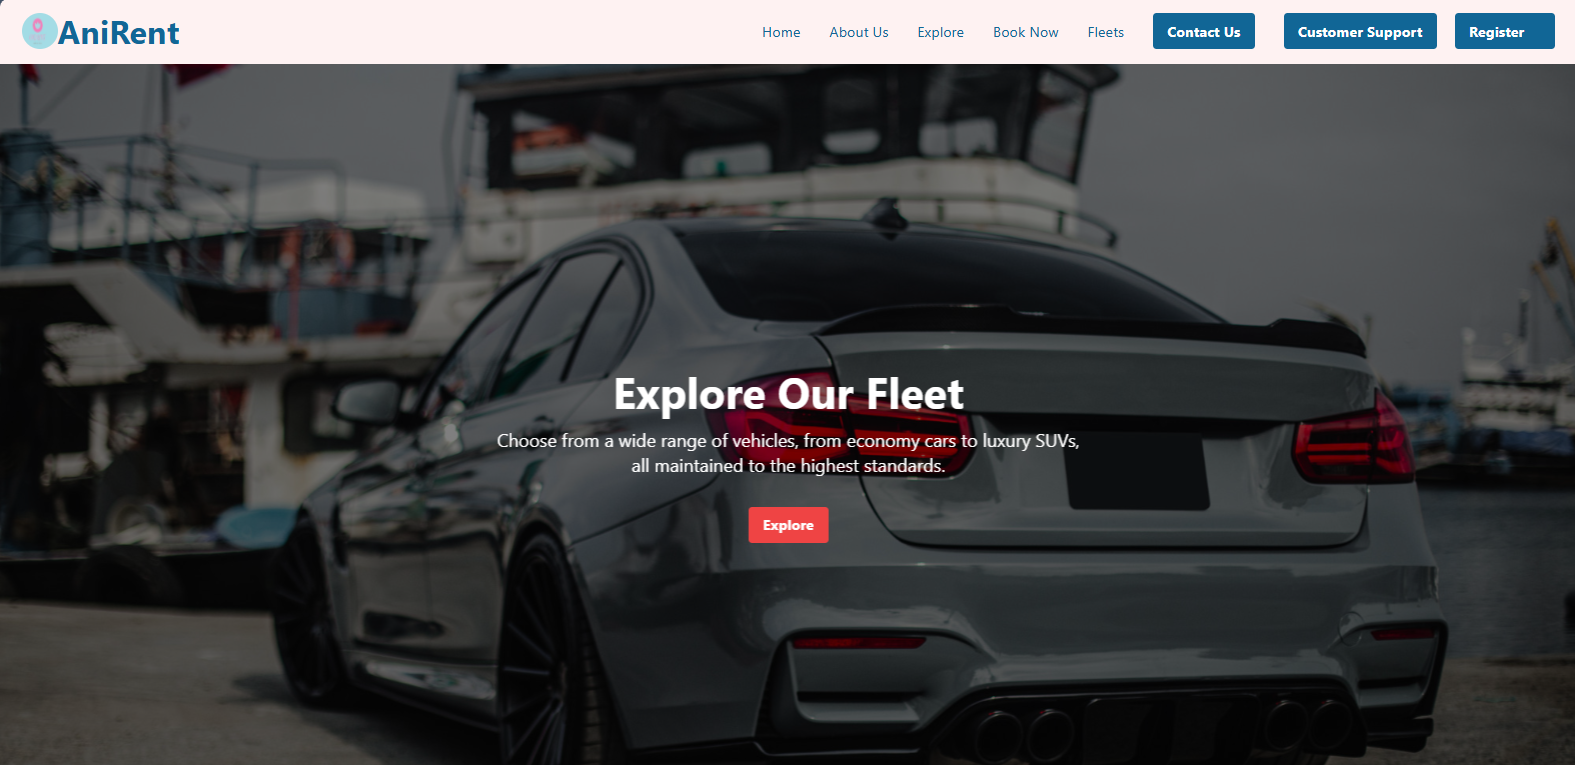 AniRent
Home About Us Explore Book Now Fleets Contact Us Customer Support Register
Explore Our Fleet
Choose from a wide range of vehicles, from economy cars to luxury SUVs,
all maintained to the highest standards.
Explore